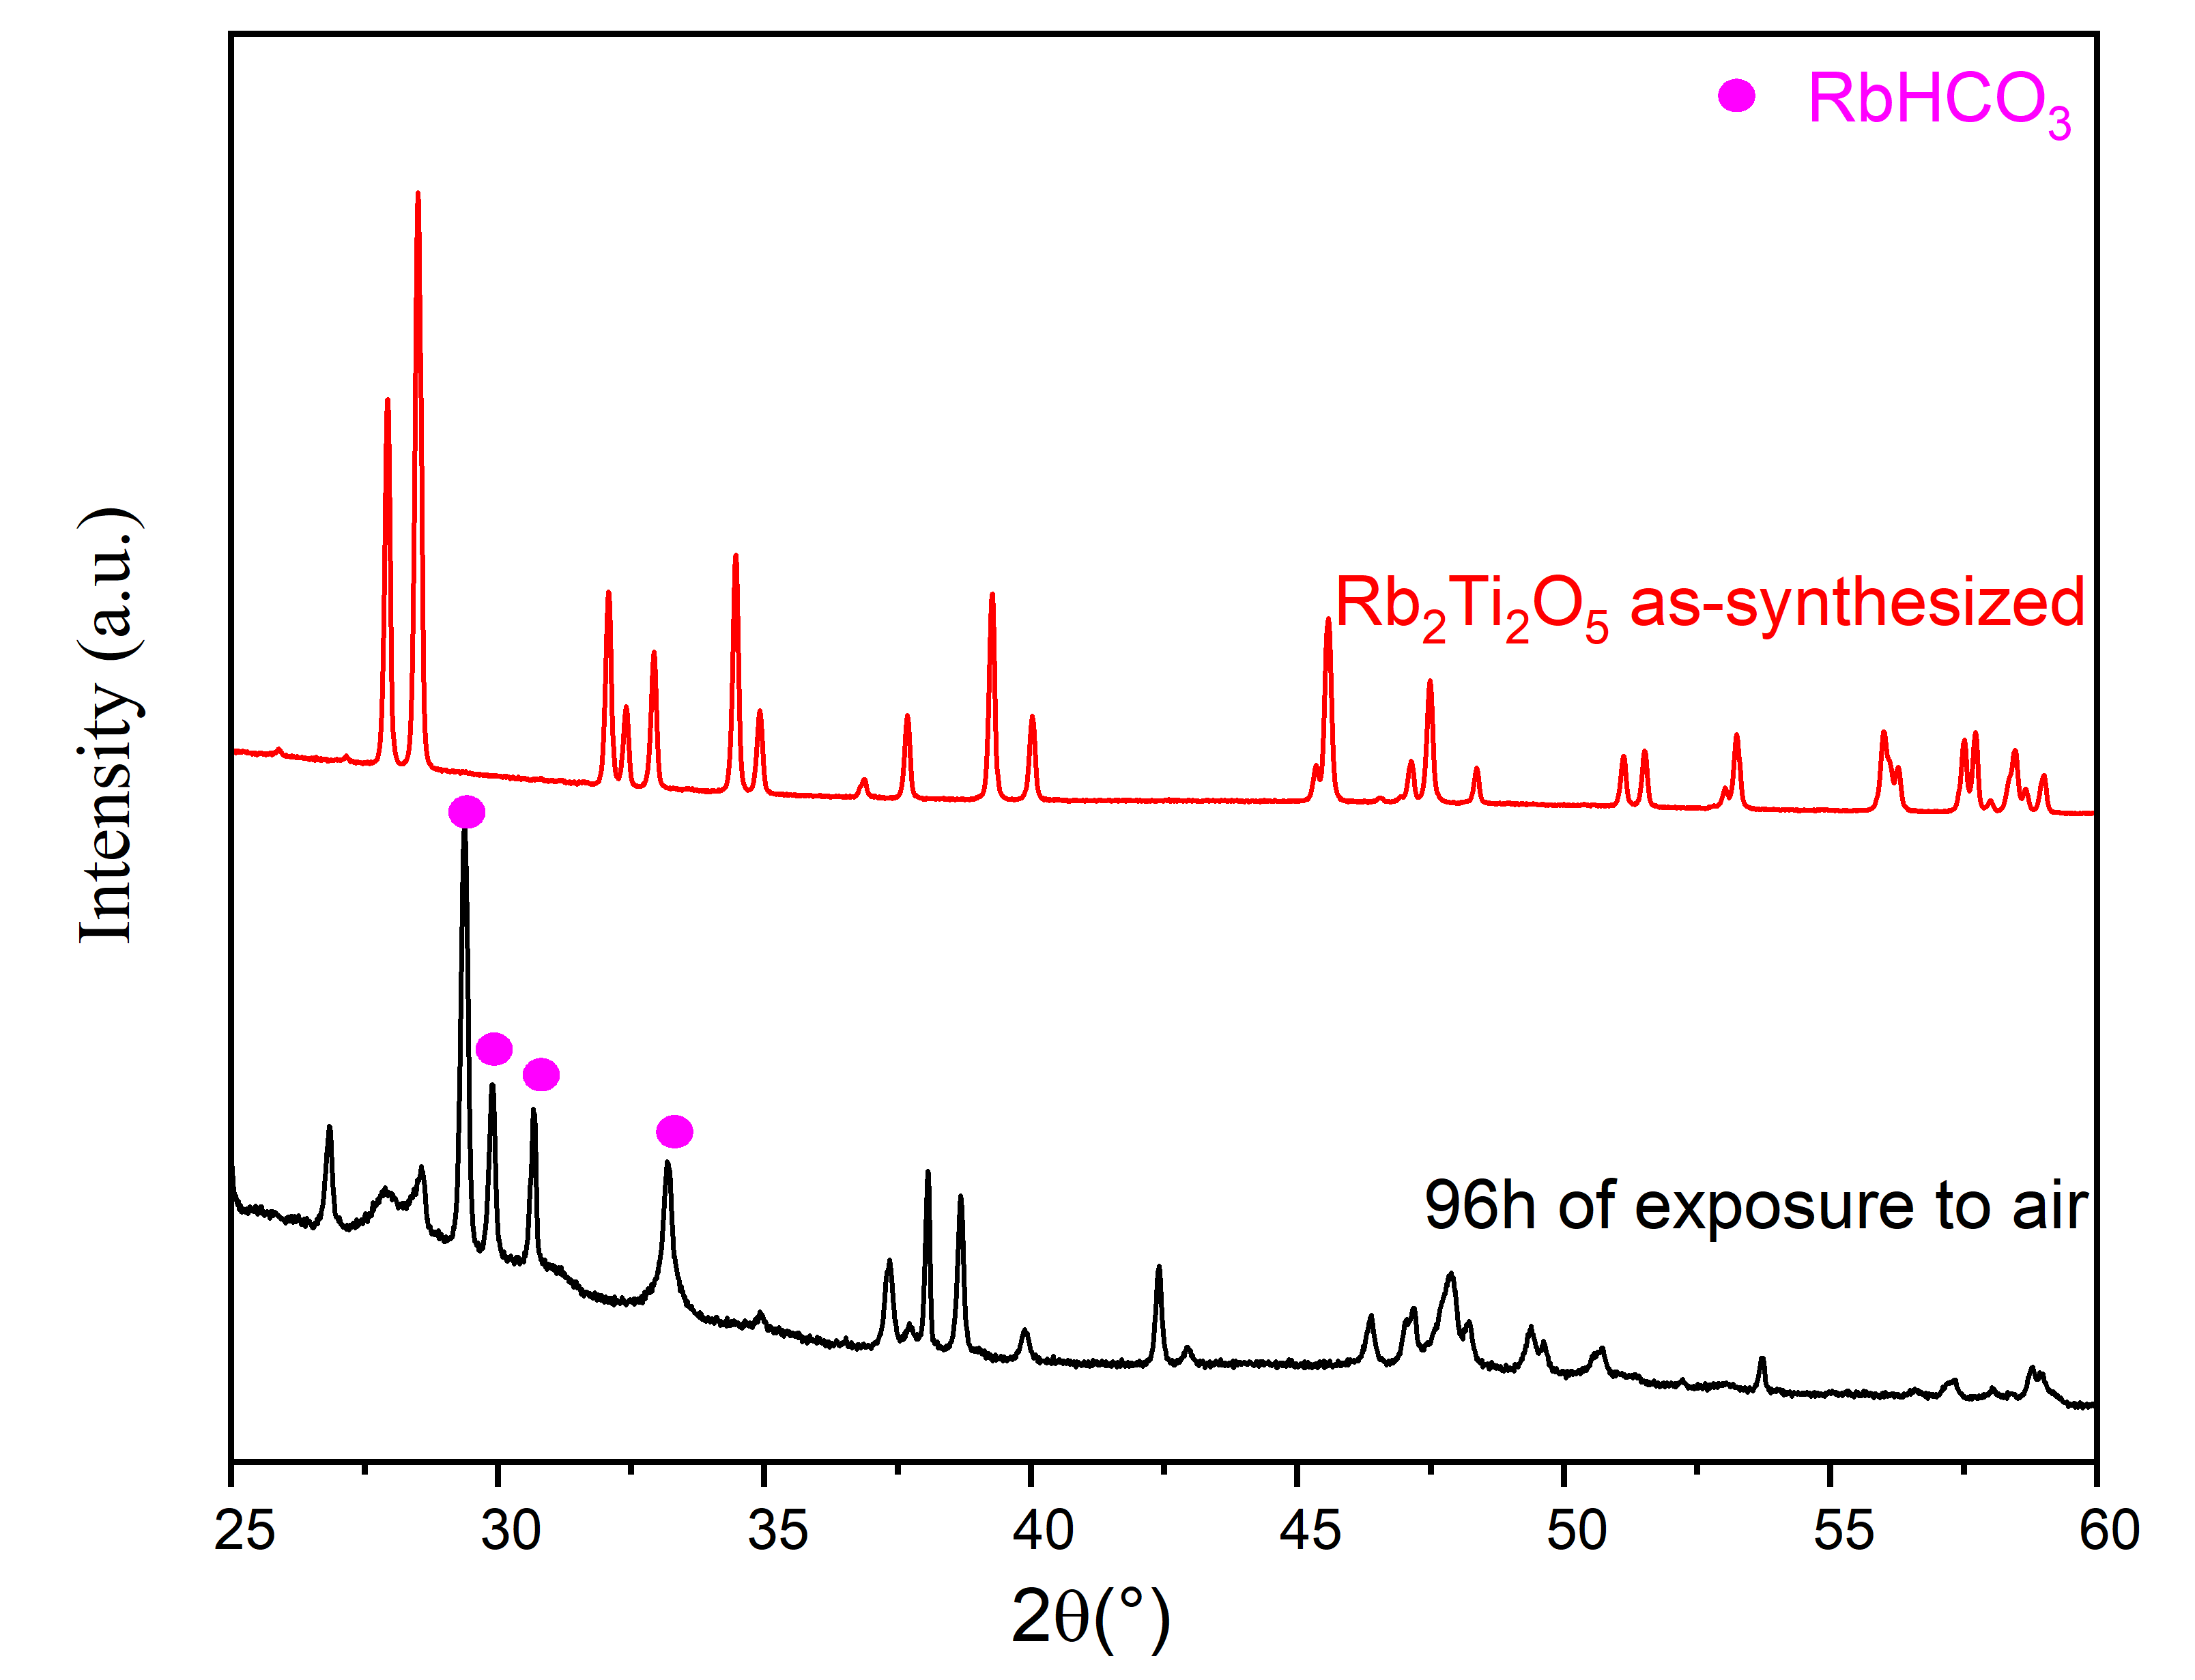 RbHCO₃
Rb₂Ti₂O₅ as-synthesized
Intensity (a.u.)
96h of exposure to air
25 30 35 40 45 50 55 60
2θ(°)